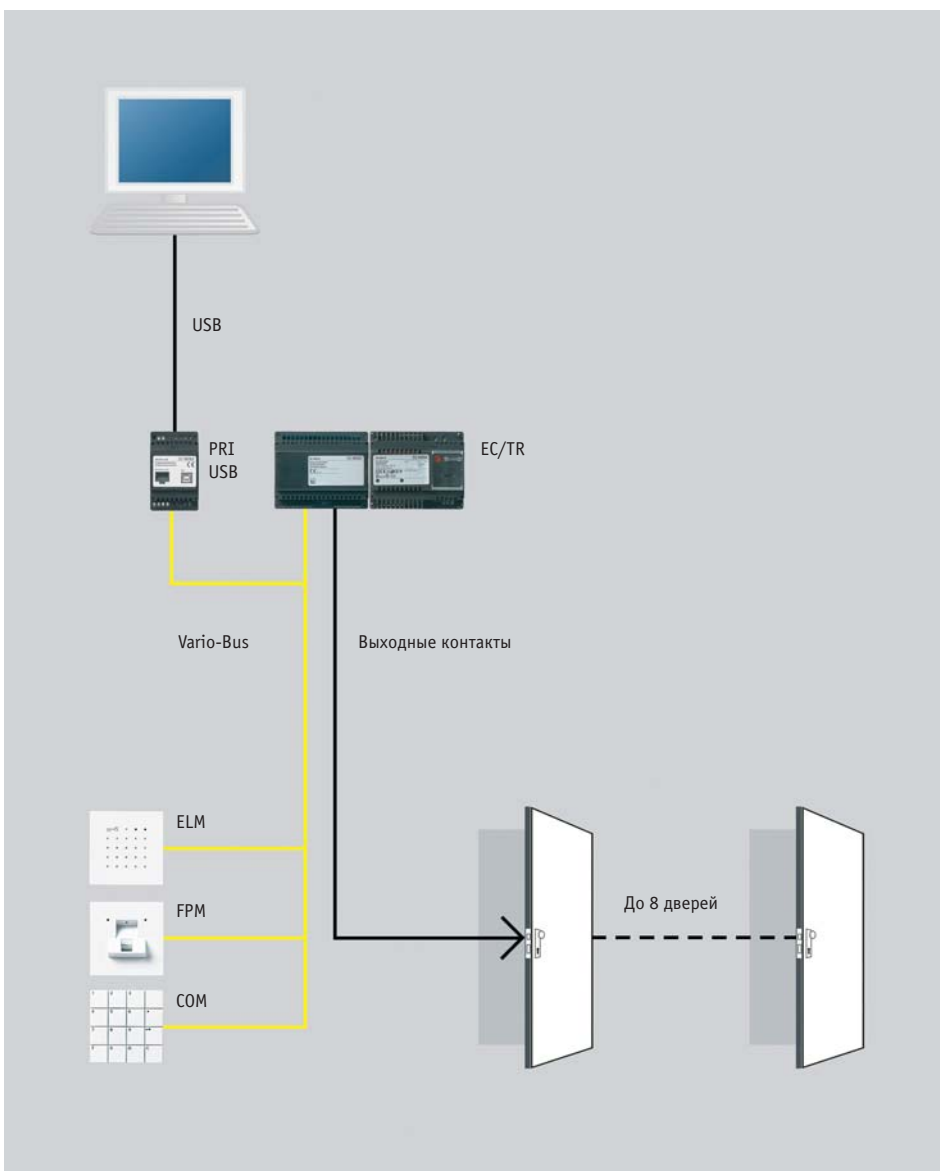 USB
PRI
USB
EC/TR
Vario-Bus
Выходные контакты
ELM
FPM
COM
До 8 дверей